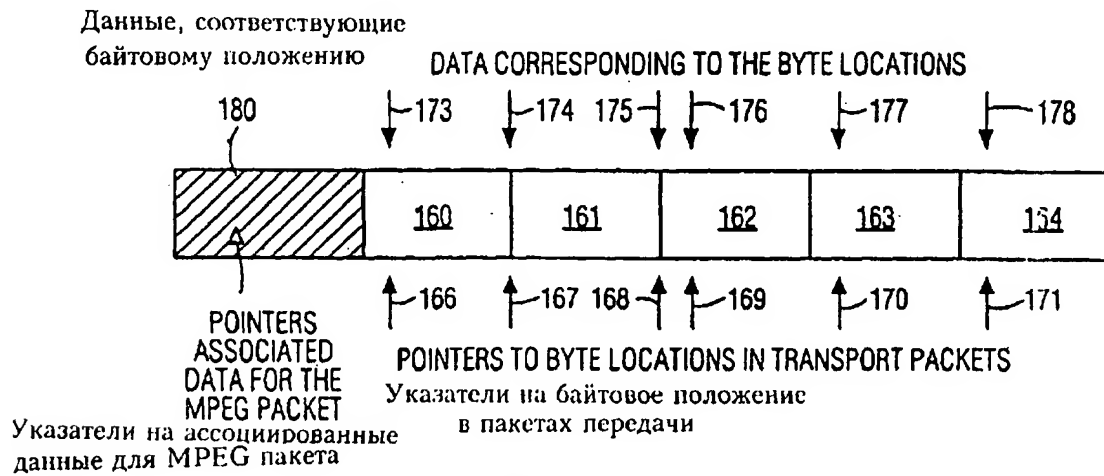 Данные, соответствующие
байтовому положению
DATA CORRESPONDING TO THE BYTE LOCATIONS
180 173 174 175 176 177 178
160 161 162 163 164
166 167 168 169 170 171
POINTERS
ASSOCIATED
DATA FOR THE
MPEG PACKET
POINTERS TO BYTE LOCATIONS IN TRANSPORT PACKETS
Указатели на байтовое положение
в пакетах передачи
Указатели на ассоциированные
данные для MPEG пакета